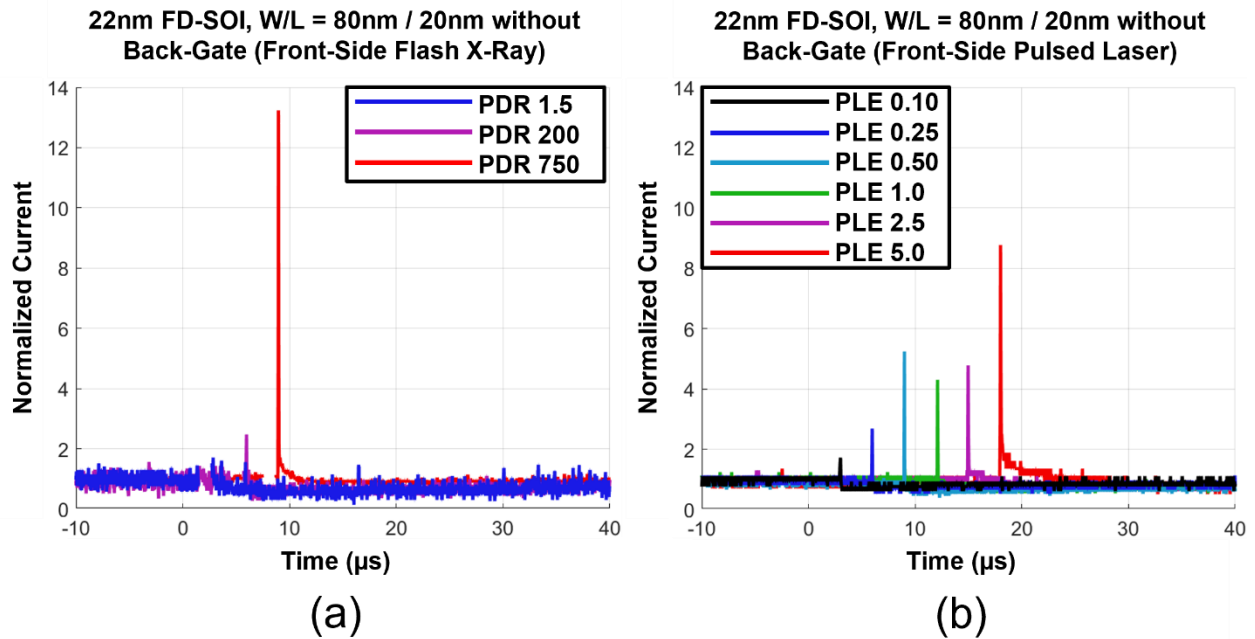 22nm FD-SOI, W/L = 80nm / 20nm without
Back-Gate (Front-Side Flash X-Ray)
14
12
10
8
6
4
2
0
-10
0
10
20
30
40
Normalized Current
Time (µs)
PDR 1.5
PDR 200
PDR 750
(a)
22nm FD-SOI, W/L = 80nm / 20nm without
Back-Gate (Front-Side Pulsed Laser)
14
12
10
8
6
4
2
0
-10
0
10
20
30
40
Normalized Current
Time (µs)
PLE 0.10
PLE 0.25
PLE 0.50
PLE 1.0
PLE 2.5
PLE 5.0
(b)